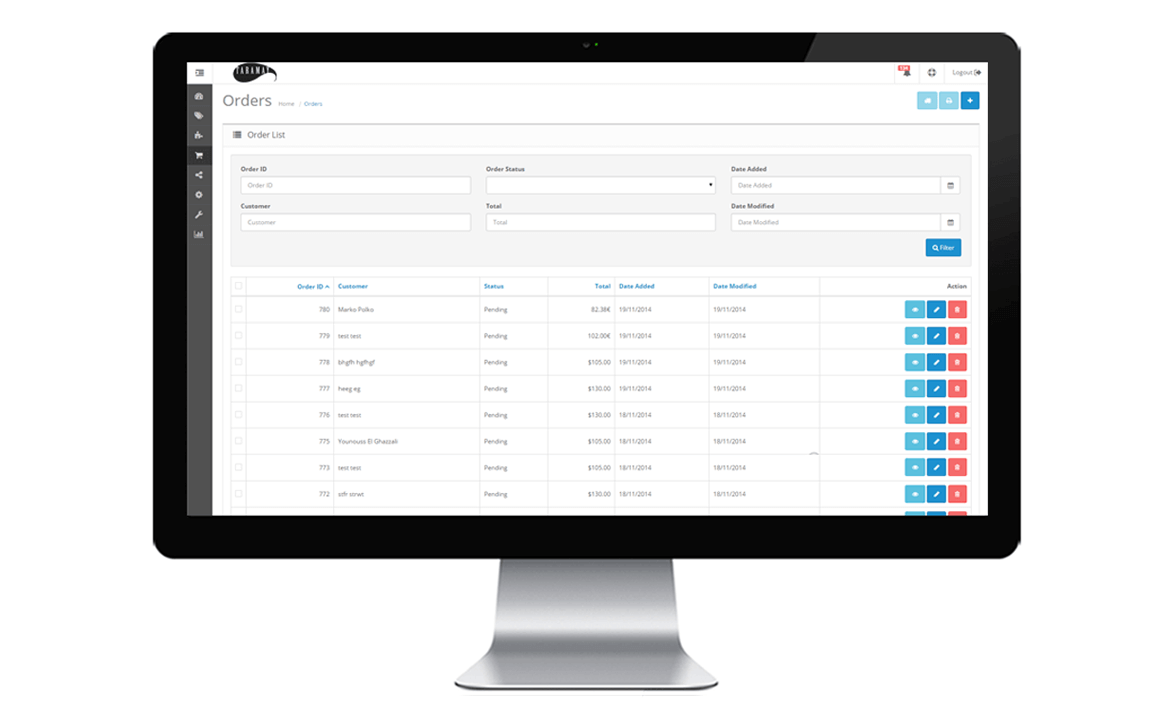 Logout
Orders Home / Orders
Order List
Order ID Order Status Date Added
Order ID Date Added
Customer Total Date Modified
Customer Total Date Modified
Filter
Order ID Customer Status Total Date Added Date Modified Action
780 Marko Polko Pending 82.38€ 19/11/2014 19/11/2014
779 test test Pending 102.00€ 19/11/2014 19/11/2014
778 bhgfh hgfhgf Pending $105.00 19/11/2014 19/11/2014
777 heeg eg Pending $130.00 19/11/2014 19/11/2014
776 test test Pending $130.00 18/11/2014 18/11/2014
775 Younouss El Ghazzali Pending $105.00 18/11/2014 18/11/2014
773 test test Pending $105.00 18/11/2014 18/11/2014
772 Pending $130.00 18/11/2014 18/11/2014